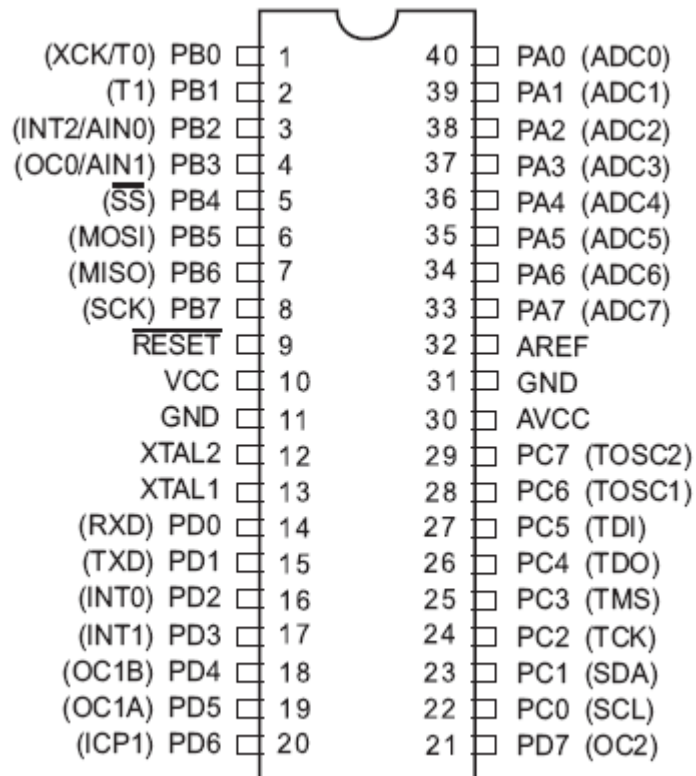 (XCK/T0) PB0 1 40 PA0 (ADC0)
(T1) PB1 2 39 PA1 (ADC1)
(INT2/AIN0) PB2 3 38 PA2 (ADC2)
(OC0/AIN1) PB3 4 37 PA3 (ADC3)
(S̅S̅) PB4 5 36 PA4 (ADC4)
(MOSI) PB5 6 35 PA5 (ADC5)
(MISO) PB6 7 34 PA6 (ADC6)
(SCK) PB7 8 33 PA7 (ADC7)
R̅E̅S̅E̅T̅ 9 32 AREF
VCC 10 31 GND
GND 11 30 AVCC
XTAL2 12 29 PC7 (TOSC2)
XTAL1 13 28 PC6 (TOSC1)
(RXD) PD0 14 27 PC5 (TDI)
(TXD) PD1 15 26 PC4 (TDO)
(INT0) PD2 16 25 PC3 (TMS)
(INT1) PD3 17 24 PC2 (TCK)
(OC1B) PD4 18 23 PC1 (SDA)
(OC1A) PD5 19 22 PC0 (SCL)
(ICP1) PD6 20 21 PD7 (OC2)